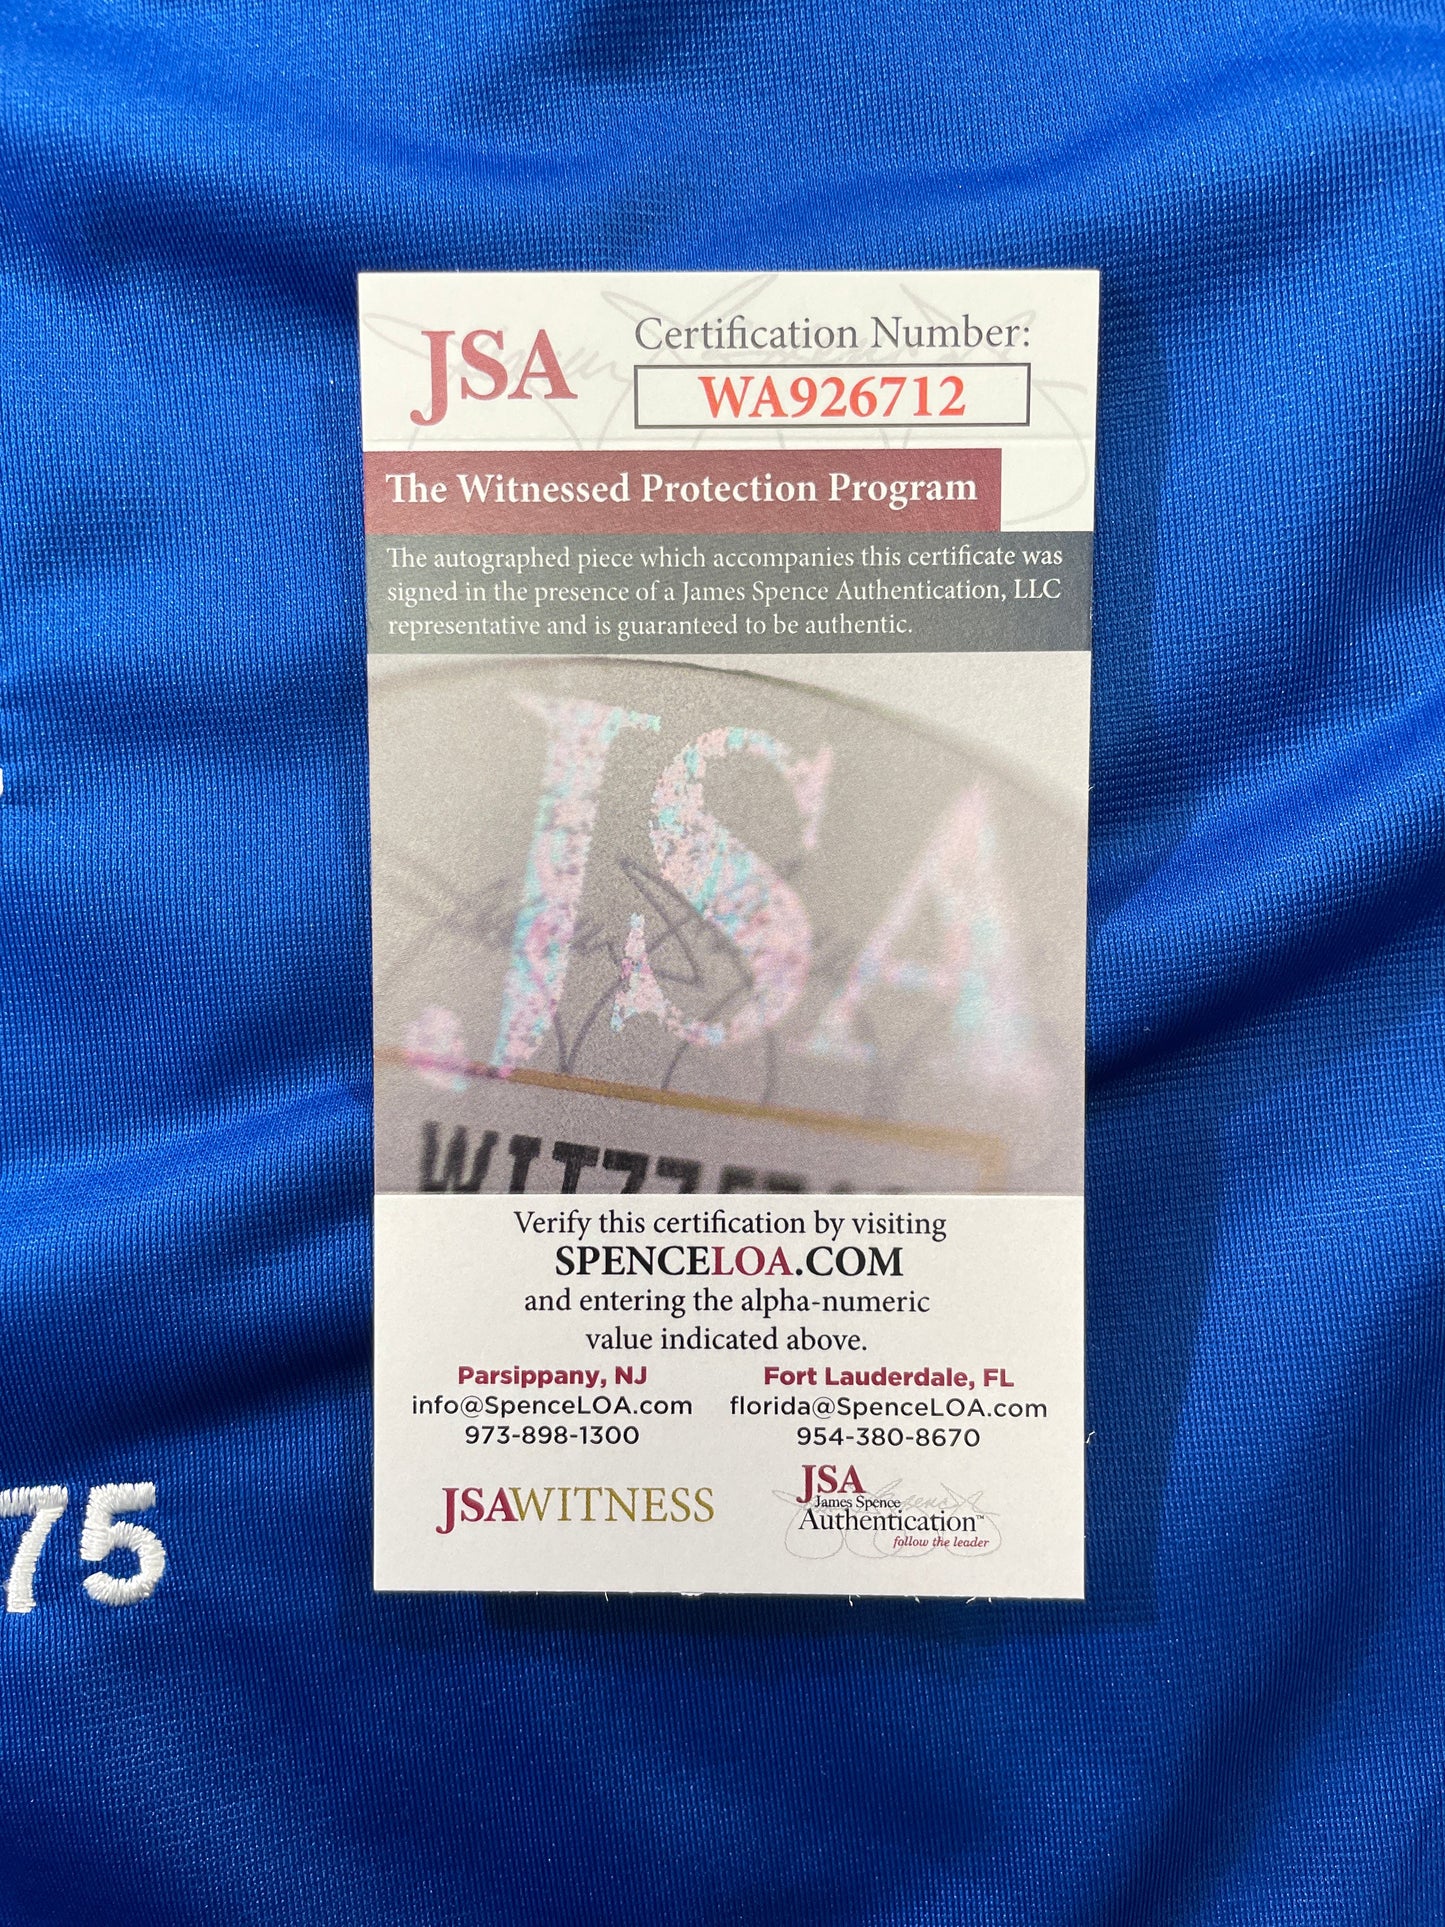 JSA
Certification Number:
WA926712
The Witnessed Protection Program
The autographed piece which accompanies this certificate was
signed in the presence of a James Spence Authentication, LLC
representative and is guaranteed to be authentic.
JSA
Verify this certification by visiting
SPENCELOA.COM
and entering the alpha-numeric
value indicated above.
Parsippany, NJ
info@SpenceLOA.com
973-898-1300
Fort Lauderdale, FL
florida@SpenceLOA.com
954-380-8670
75
JSAWITNESS
JSA
James Spence
Authentication™
follow the leader